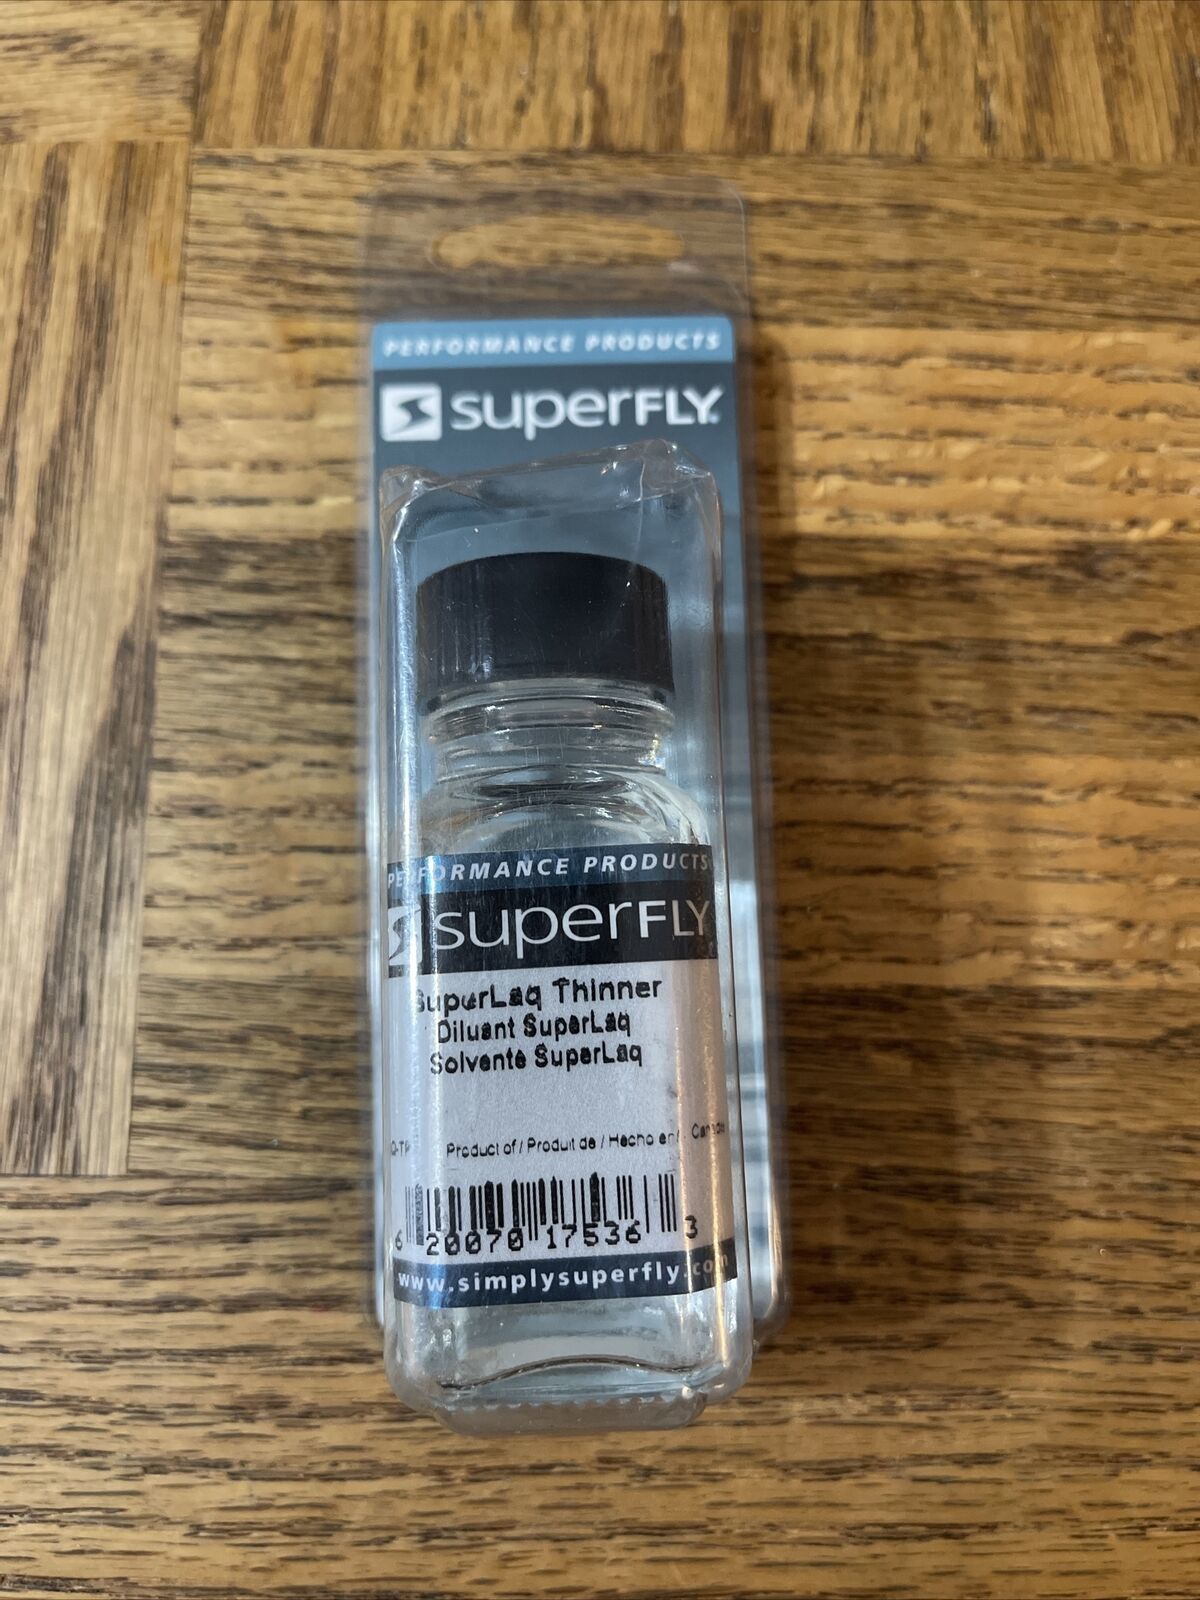 PERFORMANCE PRODUCTS
superFLY
PERFORMANCE PRODUCTS
superFLY
SuperLaq Thinner
Diluant SuperLaq
Solvente SuperLaq
Product of / Produit de / Hecho en / Canada
6 20070 17536 3
www.simplysuperfly.com